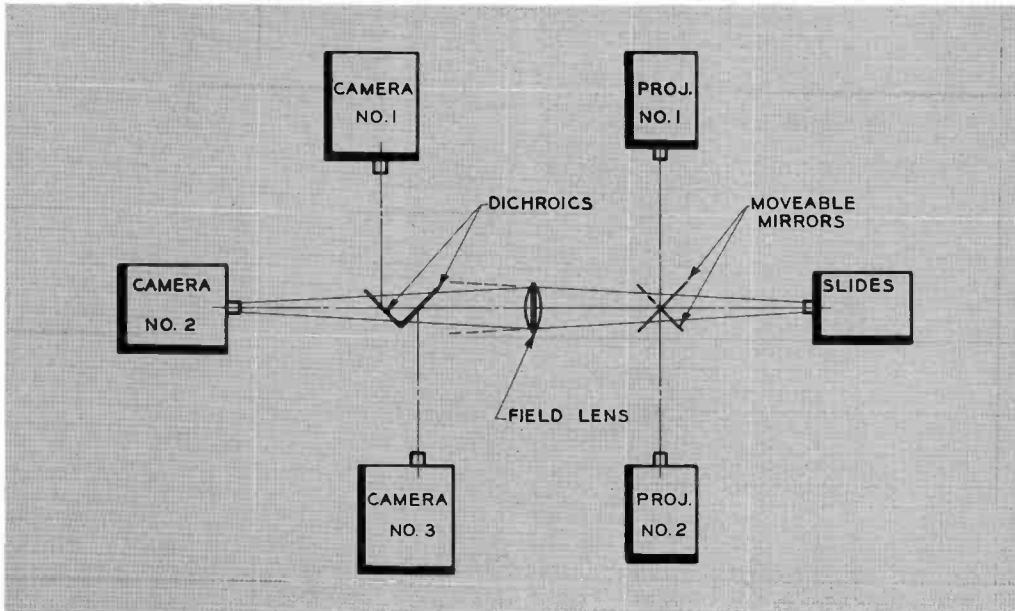 CAMERA
NO. 1
PROJ.
NO. 1
DICHROICS
MOVEABLE
MIRRORS
CAMERA
NO. 2
SLIDES
FIELD LENS
CAMERA
NO. 3
PROJ.
NO. 2